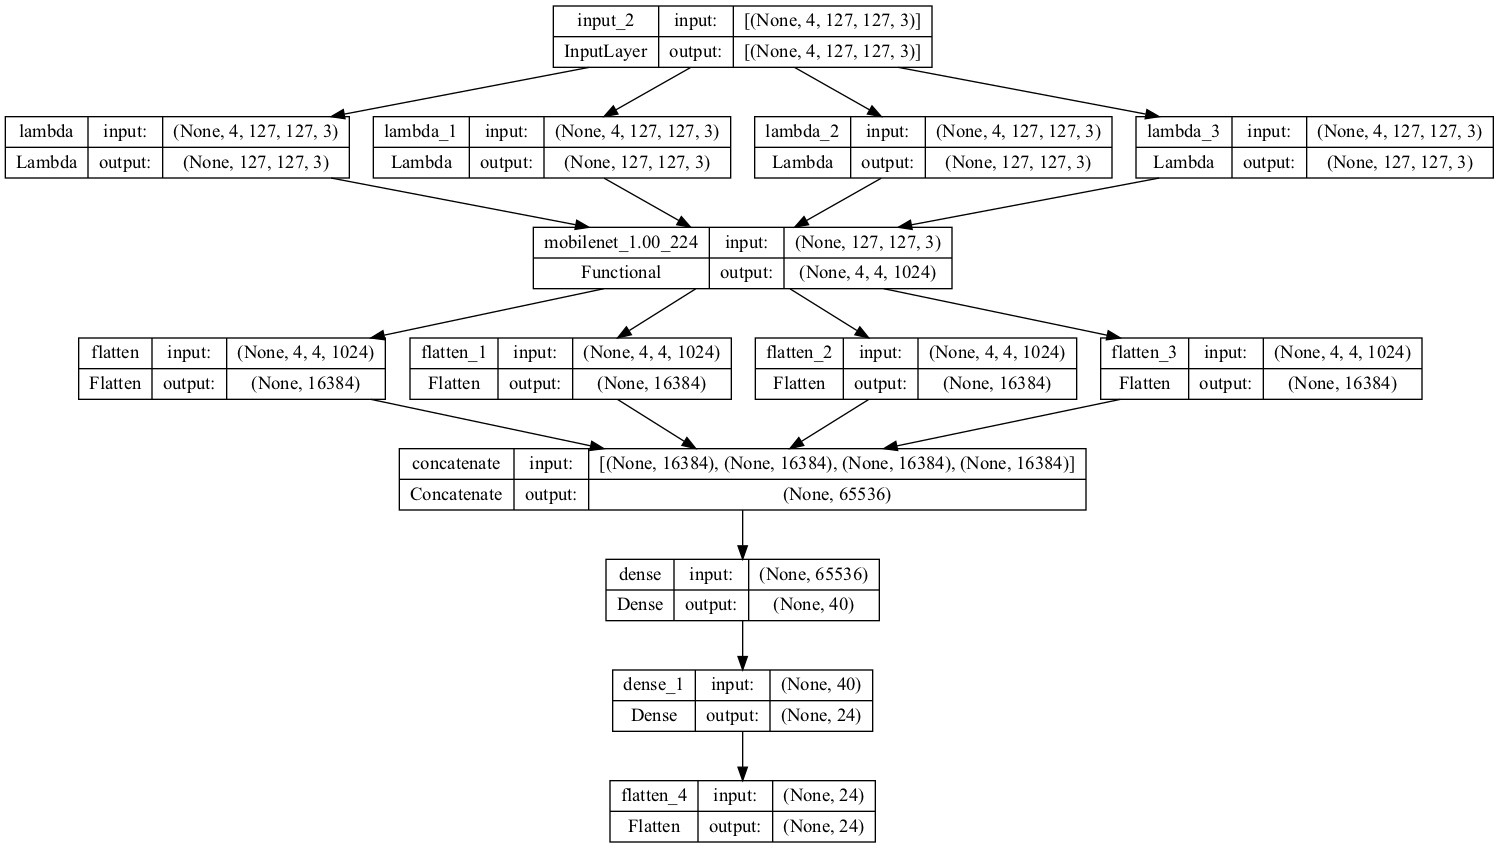 input_2 input: [(None, 4, 127, 127, 3)]
InputLayer output: [(None, 4, 127, 127, 3)]
lambda input: (None, 4, 127, 127, 3)
Lambda output: (None, 127, 127, 3)
lambda_1 input: (None, 4, 127, 127, 3)
Lambda output: (None, 127, 127, 3)
lambda_2 input: (None, 4, 127, 127, 3)
Lambda output: (None, 127, 127, 3)
lambda_3 input: (None, 4, 127, 127, 3)
Lambda output: (None, 127, 127, 3)
mobilenet_1.00_224 input: (None, 127, 127, 3)
Functional output: (None, 4, 4, 1024)
flatten input: (None, 4, 4, 1024)
Flatten output: (None, 16384)
flatten_1 input: (None, 4, 4, 1024)
Flatten output: (None, 16384)
flatten_2 input: (None, 4, 4, 1024)
Flatten output: (None, 16384)
flatten_3 input: (None, 4, 4, 1024)
Flatten output: (None, 16384)
concatenate input: [(None, 16384), (None, 16384), (None, 16384), (None, 16384)]
Concatenate output: (None, 65536)
dense input: (None, 65536)
Dense output: (None, 40)
dense_1 input: (None, 40)
Dense output: (None, 24)
flatten_4 input: (None, 24)
Flatten output: (None, 24)